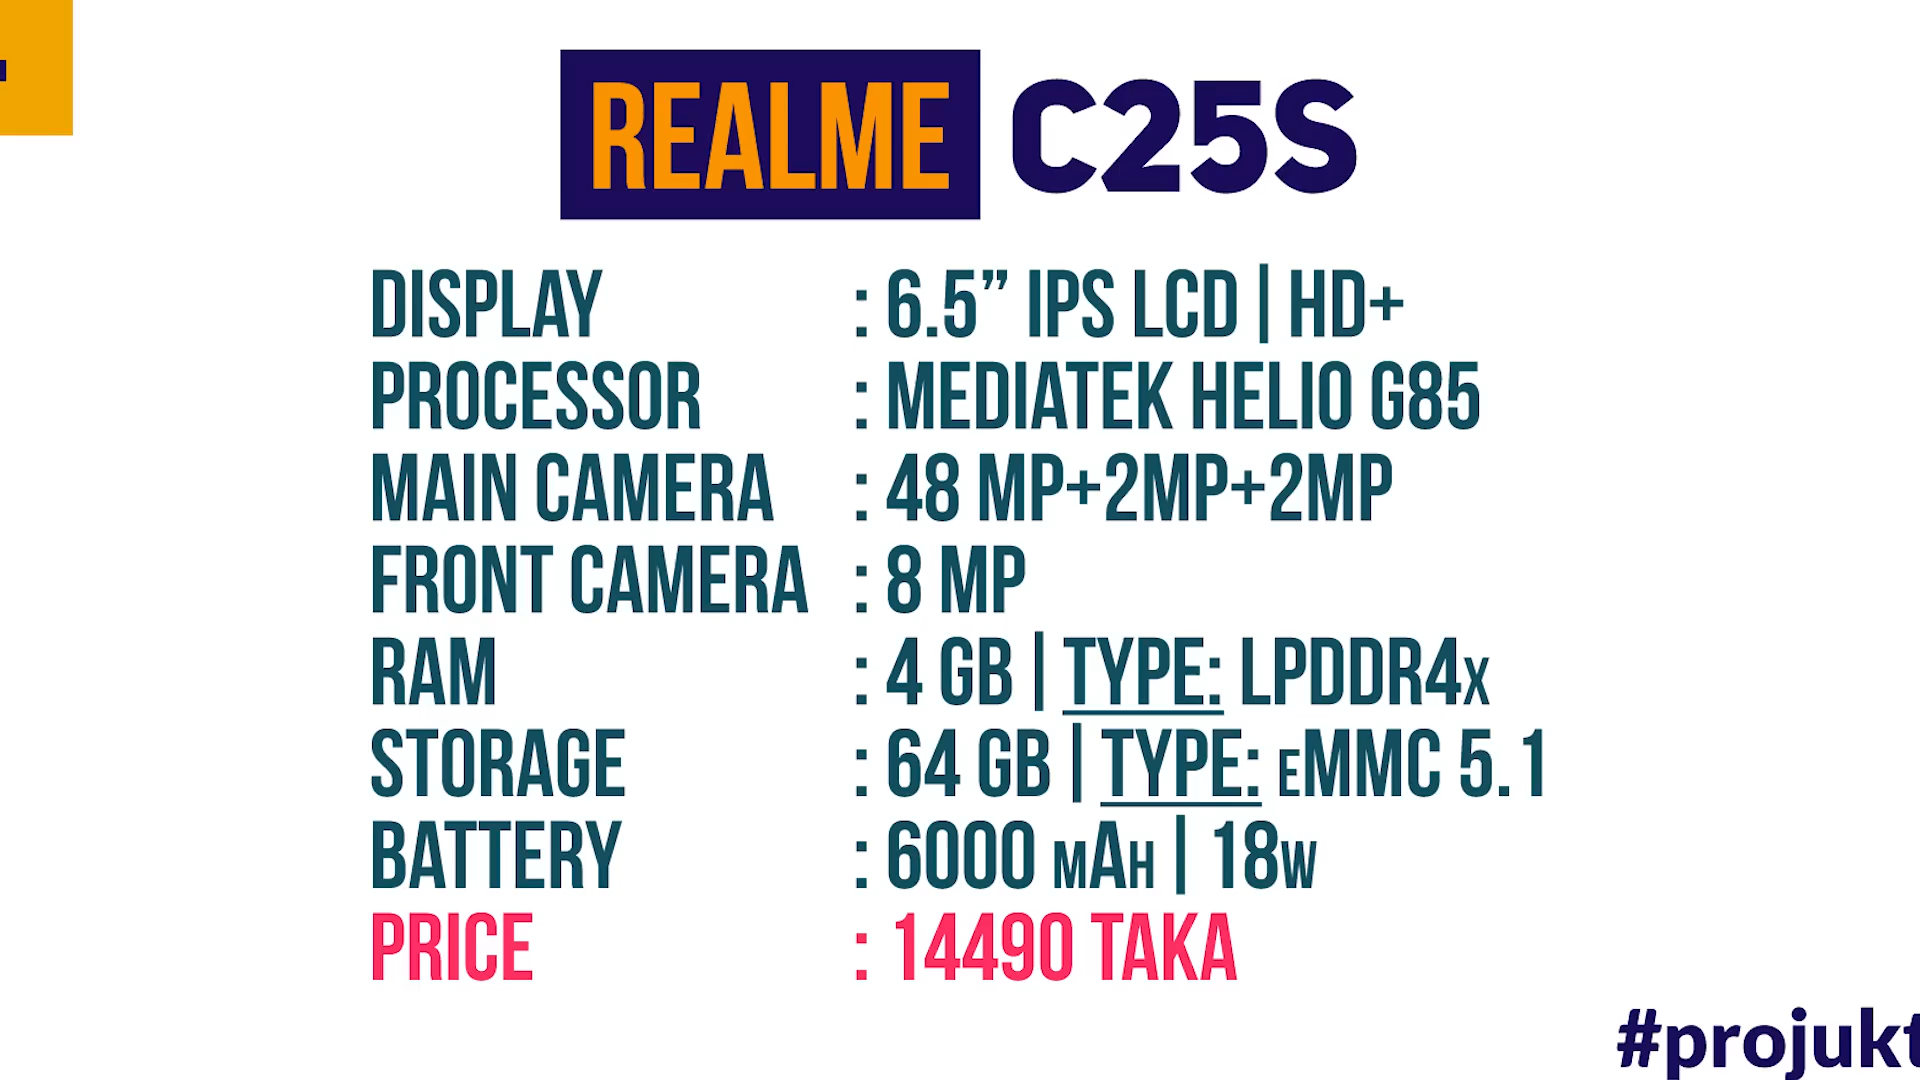 REALME C25S
DISPLAY : 6.5” IPS LCD | HD+
PROCESSOR : MEDIATEK HELIO G85
MAIN CAMERA : 48 MP+2MP+2MP
FRONT CAMERA : 8 MP
RAM : 4 GB | TYPE: LPDDR4X
STORAGE : 64 GB | TYPE: EMMC 5.1
BATTERY : 6000 MAH | 18W
PRICE : 14490 TAKA
#projukt